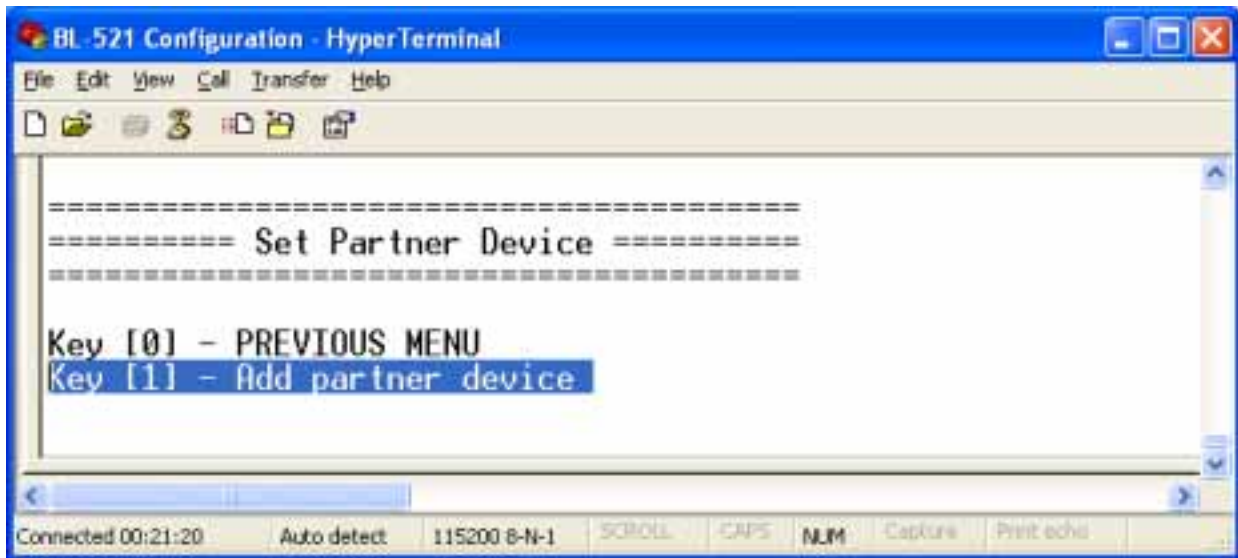 BL-521 Configuration - HyperTerminal
File Edit View Call Transfer Help
========================================
========== Set Partner Device ==========
========================================
Key [0] - PREVIOUS MENU
Key [1] - Add partner device
Connected 00:21:20 Auto detect 115200 8-N-1 SCROLL CAPS NUM Capture Print echo